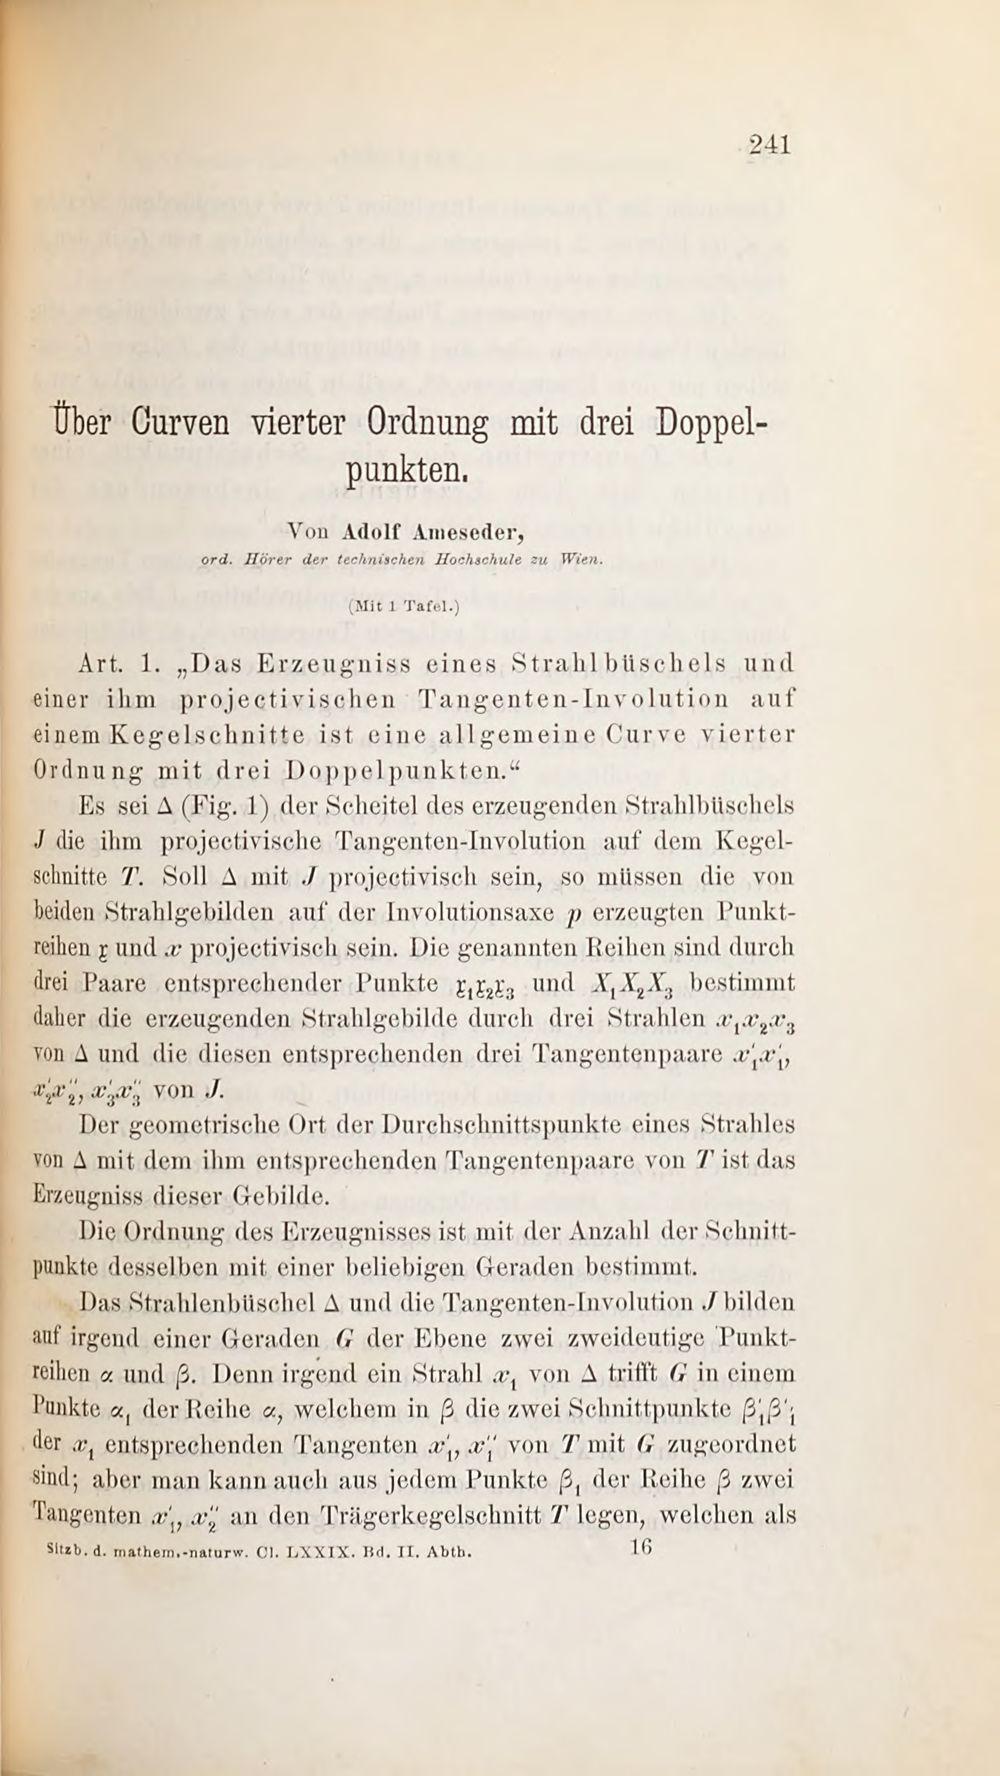 241
Über Curven vierter Ordnung mit drei Doppel-
punkten.
Von Adolf Ameseder,
ord. Hörer der technischen Hochschule zu Wien.
(Mit 1 Tafel.)
Art. 1. „Das Erzeugniss eines Strahlbüschels und
einer ihm projectivischen Tangenten-Involution auf
einem Kegelschnitte ist eine allgemeine Curve vierter
Ordnung mit drei Doppelpunkten.“
Es sei Δ (Fig. 1) der Scheitel des erzeugenden Strahlbüschels
J die ihm projectivische Tangenten-Involution auf dem Kegel-
schnitte T. Soll Δ mit J projectivisch sein, so müssen die von
beiden Strahlgebilden auf der Involutionsaxe p erzeugten Punkt-
reihen 𝔵 und x projectivisch sein. Die genannten Reihen sind durch
drei Paare entsprechender Punkte 𝔵₁𝔵₂𝔵₃ und X₁X₂X₃ bestimmt
daher die erzeugenden Strahlgebilde durch drei Strahlen x₁x₂x₃
von Δ und die diesen entsprechenden drei Tangentenpaare x'₁x'₁,
x'₂x''₂, x'₃x''₃ von J.
Der geometrische Ort der Durchschnittspunkte eines Strahles
von Δ mit dem ihm entsprechenden Tangentenpaare von T ist das
Erzeugniss dieser Gebilde.
Die Ordnung des Erzeugnisses ist mit der Anzahl der Schnitt-
punkte desselben mit einer beliebigen Geraden bestimmt.
Das Strahlenbüschel Δ und die Tangenten-Involution J bilden
auf irgend einer Geraden G der Ebene zwei zweideutige Punkt-
reihen α und β. Denn irgend ein Strahl x₁ von Δ trifft G in einem
Punkte α₁ der Reihe α, welchem in β die zwei Schnittpunkte β'₁β'₁
der x₁ entsprechenden Tangenten x'₁, x''₁ von T mit G zugeordnet
sind; aber man kann auch aus jedem Punkte β₁ der Reihe β zwei
Tangenten x'₁, x''₂ an den Trägerkegelschnitt T legen, welchen als
Sitzb. d. mathem.-naturw. Cl. LXXIX. Bd. II. Abth. 16